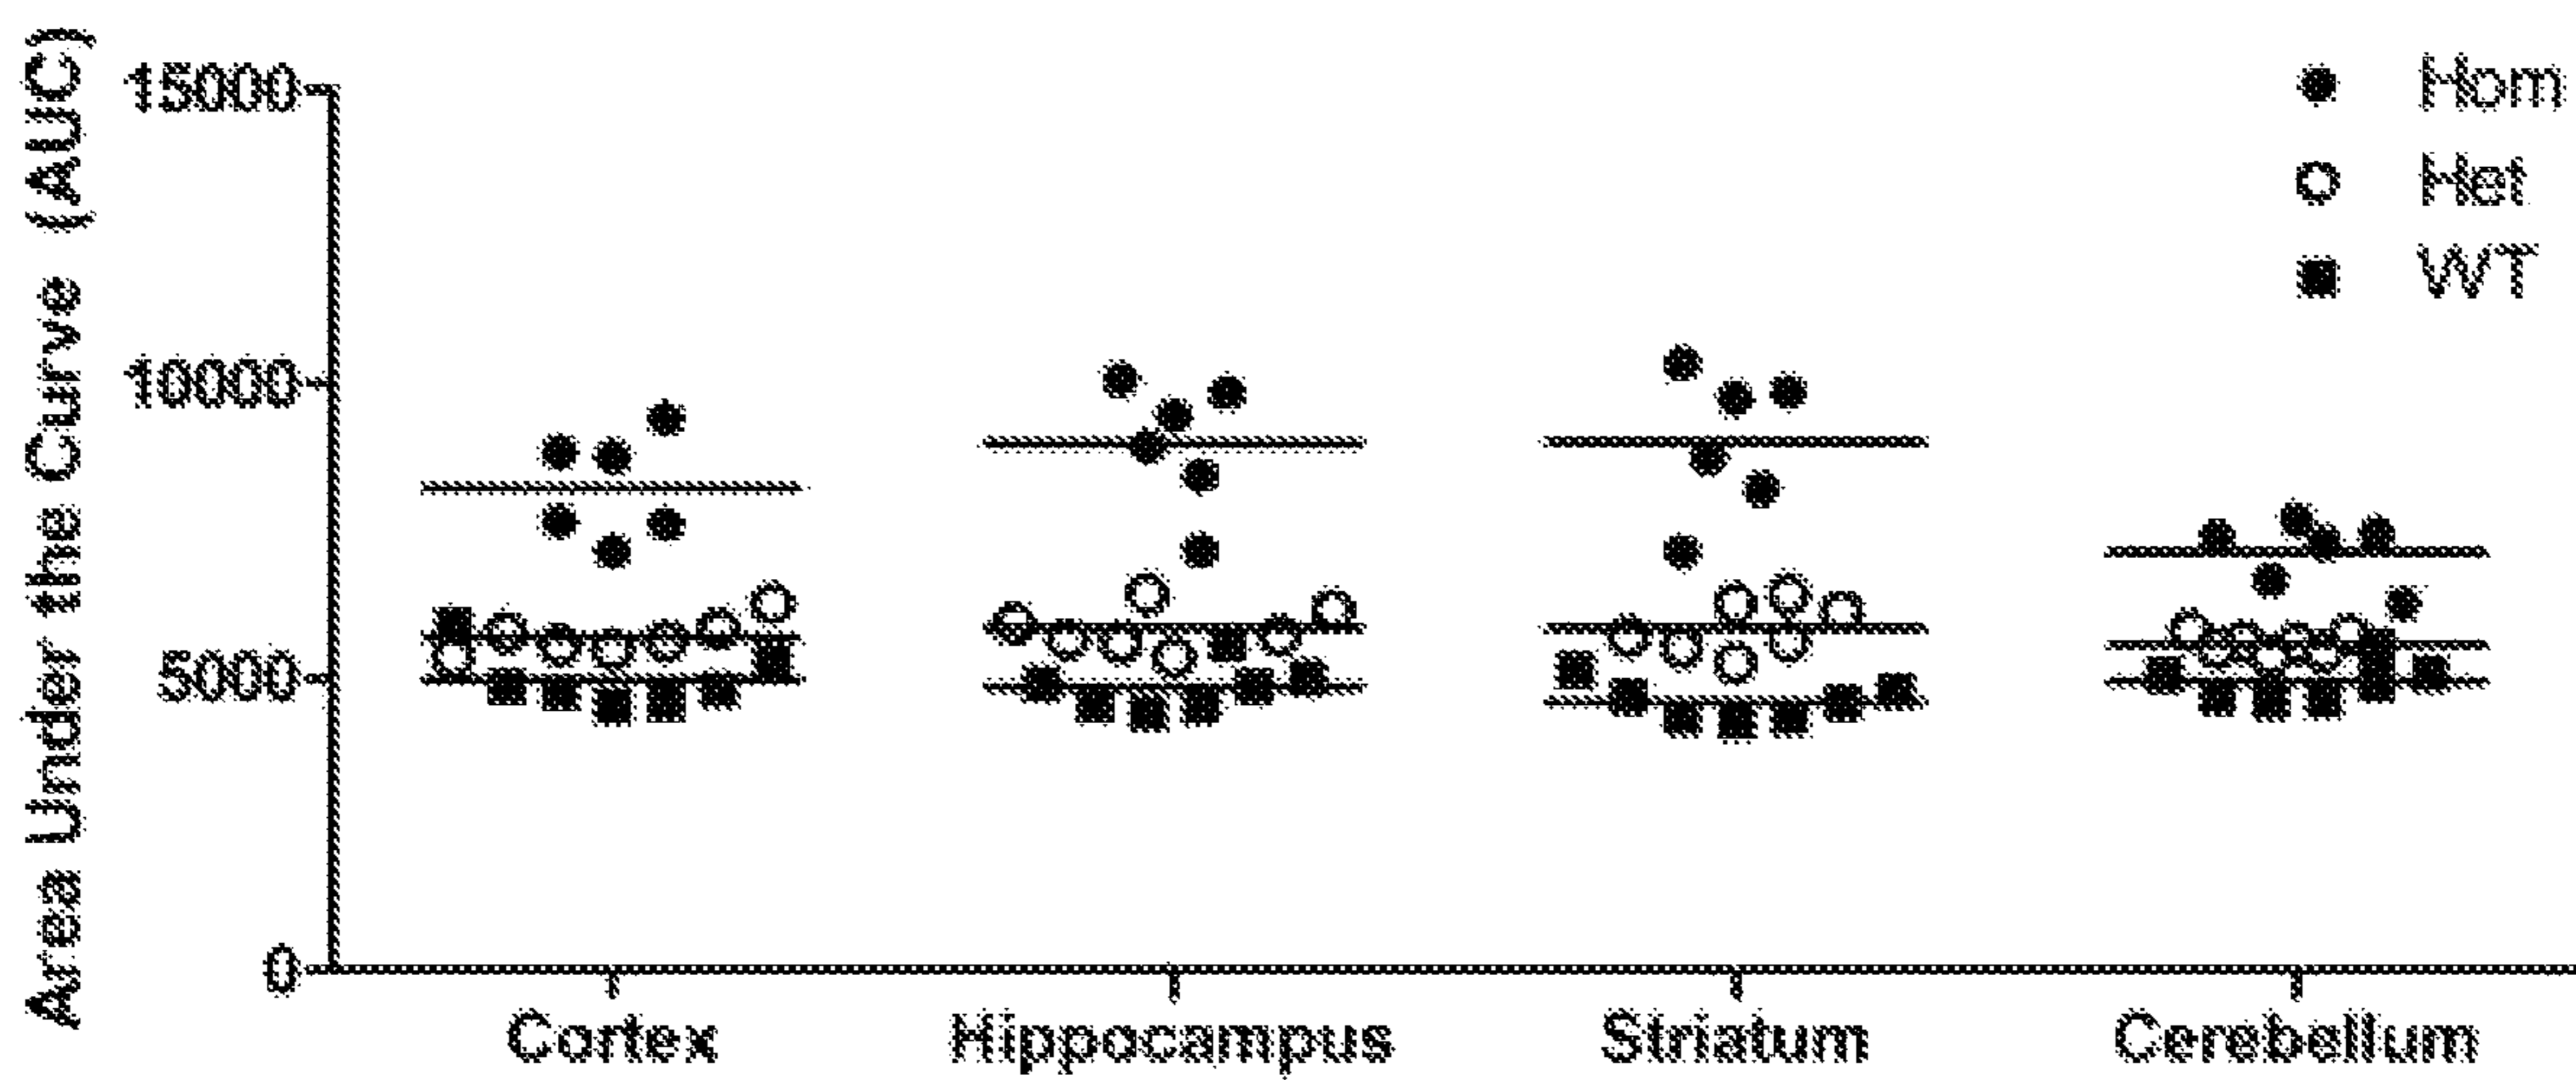 Area Under the Curve (AUC)
15000
10000
5000
0
Hom
Het
WT
Cortex
Hippocampus
Striatum
Cerebellum